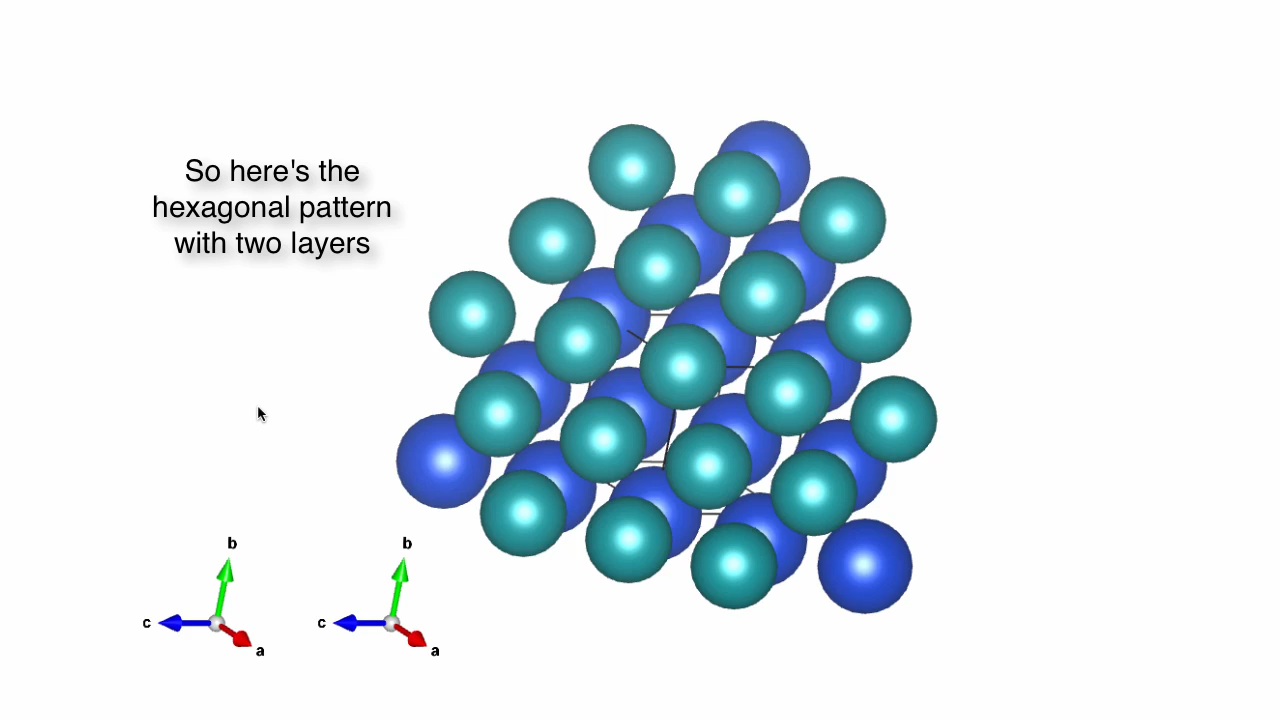 So here's the
hexagonal pattern
with two layers
b
b
c
c
a
a